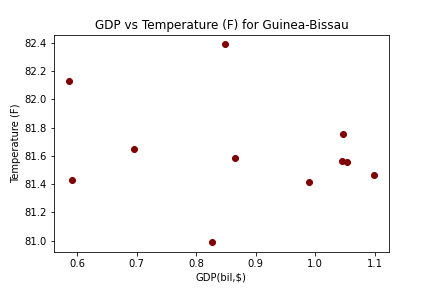 GDP vs Temperature (F) for Guinea-Bissau
82.4
82.2
82.0
81.8
81.6
81.4
81.2
81.0
Temperature (F)
0.6 0.7 0.8 0.9 1.0 1.1
GDP(bil,$)